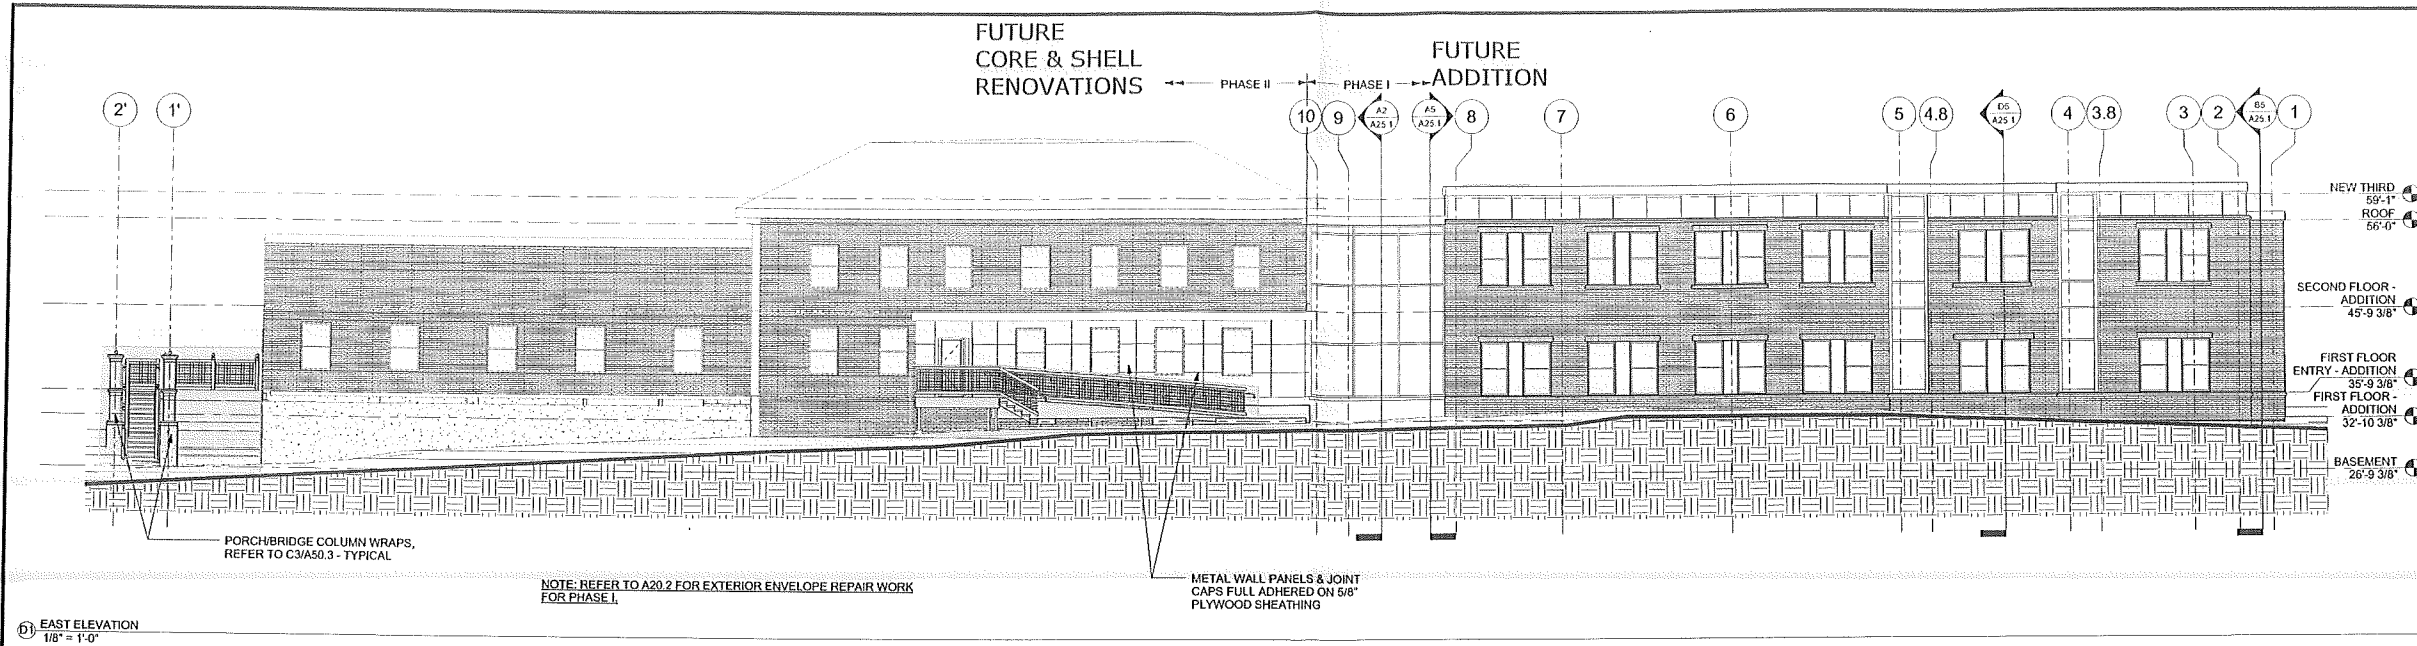 FUTURE
CORE & SHELL
RENOVATIONS
PHASE II
PHASE I
FUTURE
ADDITION
2'
1'
10
9
A2
A25.1
A5
A25.1
8
7
6
5
4.8
D5
A25.1
4
3.8
3
2
B5
A25.1
1
NEW THIRD
59'-1"
ROOF
56'-0"
SECOND FLOOR -
ADDITION
45'-9 3/8"
FIRST FLOOR
ENTRY - ADDITION
35'-9 3/8"
FIRST FLOOR -
ADDITION
32'-10 3/8"
BASEMENT
26'-9 3/8"
PORCH/BRIDGE COLUMN WRAPS,
REFER TO C3/A50.3 - TYPICAL
NOTE: REFER TO A20.2 FOR EXTERIOR ENVELOPE REPAIR WORK
FOR PHASE I.
METAL WALL PANELS & JOINT
CAPS FULL ADHERED ON 5/8"
PLYWOOD SHEATHING
D1
EAST ELEVATION
1/8" = 1'-0"